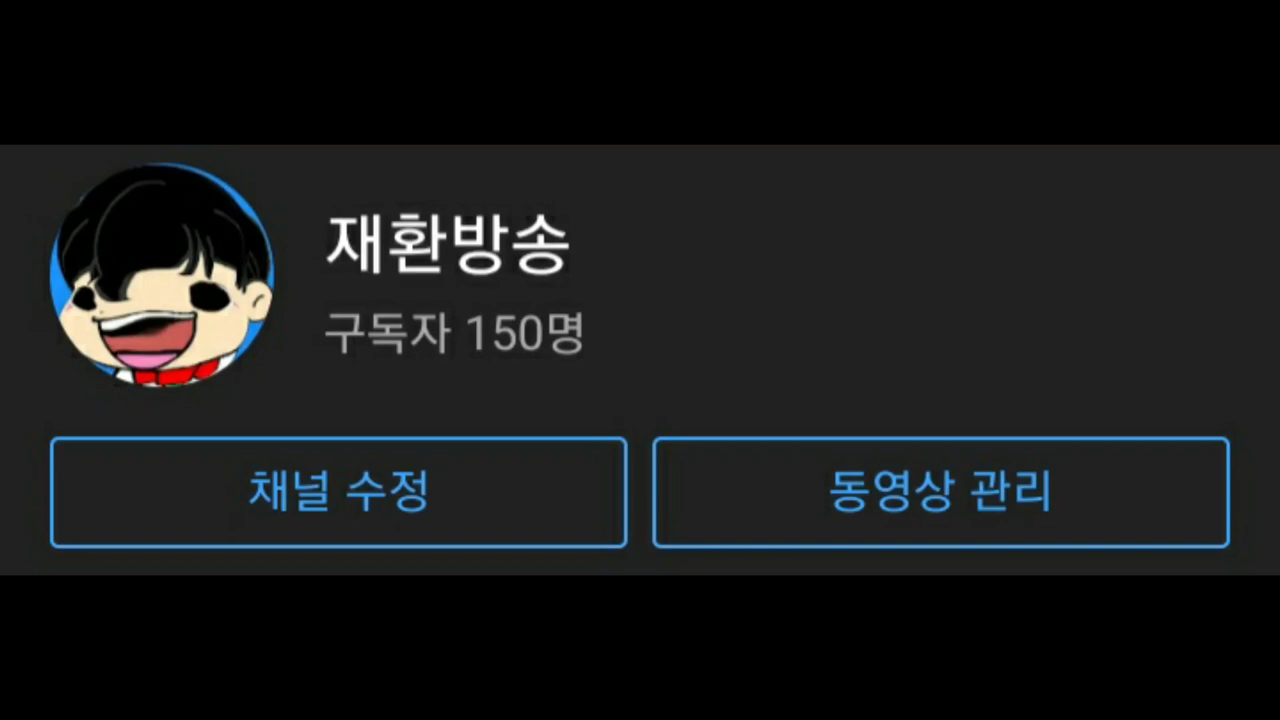 재환방송
구독자 150명
채널 수정
동영상 관리